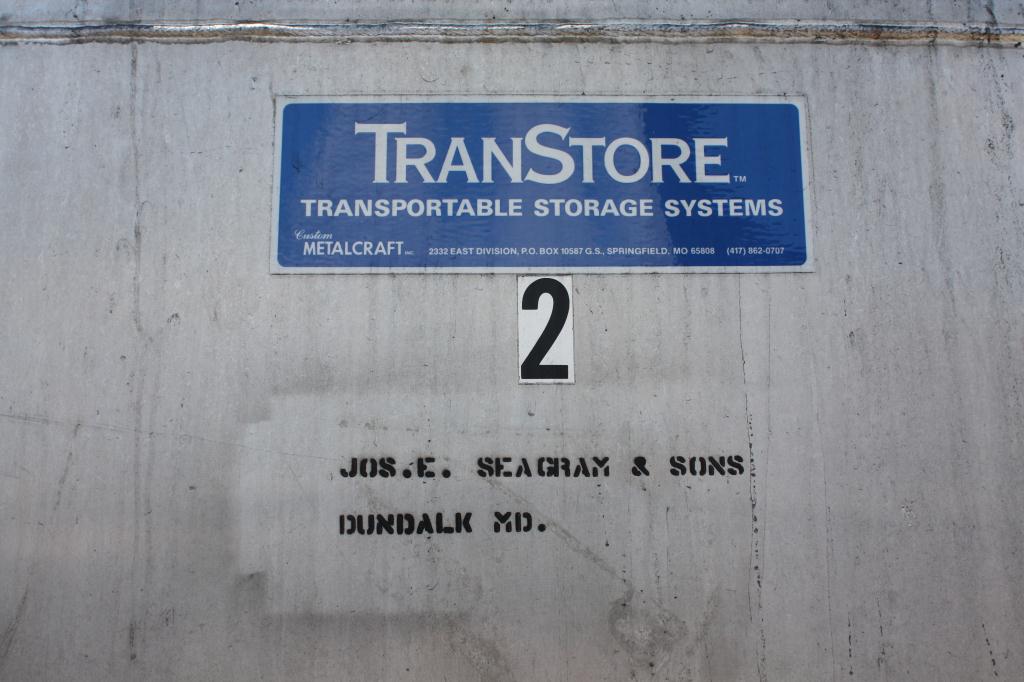 TRANSTORE™
TRANSPORTABLE STORAGE SYSTEMS
Custom
METALCRAFT INC. 2332 EAST DIVISION, P.O. BOX 10587 G.S., SPRINGFIELD, MO 65808 (417) 862-0707
2
JOS.E. SEAGRAM & SONS
DUNDALK MD.